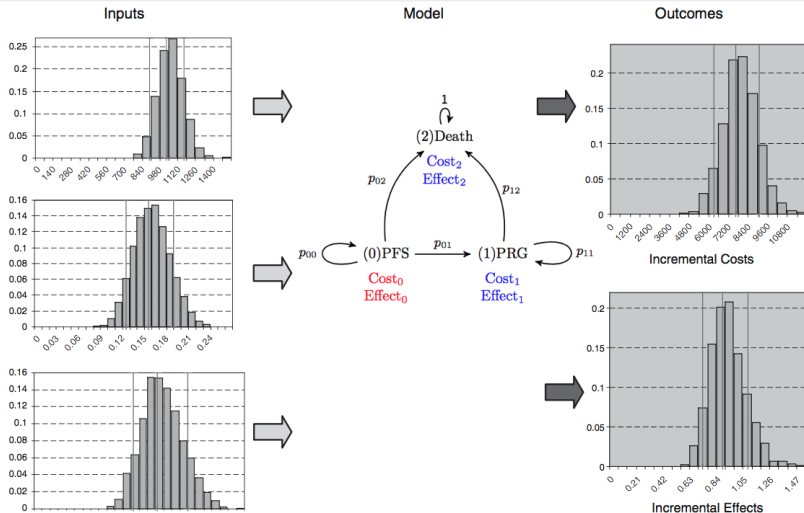 Inputs
Model
Outcomes
0.25
0.2
0.15
0.1
0.05
0
0 140 280 420 560 700 840 980 1120 1260 1400
0.16
0.14
0.12
0.1
0.08
0.06
0.04
0.02
0
0 0.03 0.06 0.09 0.12 0.15 0.18 0.21 0.24
0.16
0.14
0.12
0.1
0.08
0.06
0.04
0.02
0
1
(2)Death
Cost2
Effect2
p02
p12
p00
(0)PFS
p01
(1)PRG
p11
Cost0
Effect0
Cost1
Effect1
0.2
0.15
0.1
0.05
0
0 1200 2400 3600 4800 6000 7200 8400 9600 10800
Incremental Costs
0.2
0.15
0.1
0.05
0
0 0.21 0.42 0.63 0.84 1.05 1.26 1.47
Incremental Effects